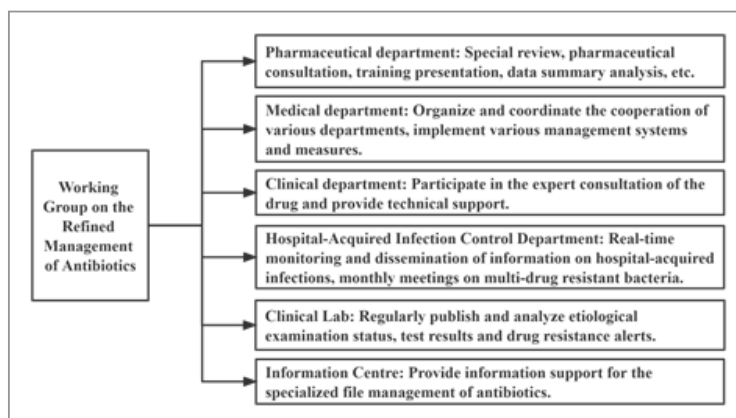 Pharmaceutical department: Special review, pharmaceutical
consultation, training presentation, data summary analysis, etc.
Medical department: Organize and coordinate the cooperation of
various departments, implement various management systems
and measures.
Working
Group on the
Refined
Management
of Antibiotics
Clinical department: Participate in the expert consultation of
the drug and provide technical support.
Hospital-Acquired Infection Control Department: Real-time
monitoring and dissemination of information on hospital-acquired
infections, monthly meetings on multi-drug resistant bacteria.
Clinical Lab: Regularly publish and analyze etiological
examination status, test results and drug resistance alerts.
Information Centre: Provide information support for the
specialized file management of antibiotics.